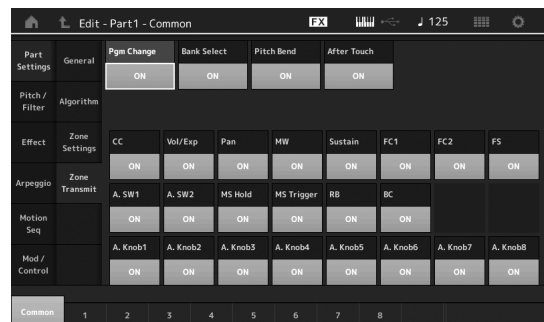 Edit - Part1 - Common FX ♩ 125
Part Settings
General
Pgm Change Bank Select Pitch Bend After Touch
ON ON ON ON
Pitch / Filter
Algorithm
Effect
Zone Settings
CC Vol/Exp Pan MW Sustain FC1 FC2 FS
ON ON ON ON ON ON ON ON
Arpeggio
Zone Transmit
A. SW1 A. SW2 MS Hold MS Trigger RB BC
ON ON ON ON ON ON
Motion Seq
A. Knob1 A. Knob2 A. Knob3 A. Knob4 A. Knob5 A. Knob6 A. Knob7 A. Knob8
ON ON ON ON ON ON ON ON
Mod / Control
Common 1 2 3 4 5 6 7 8